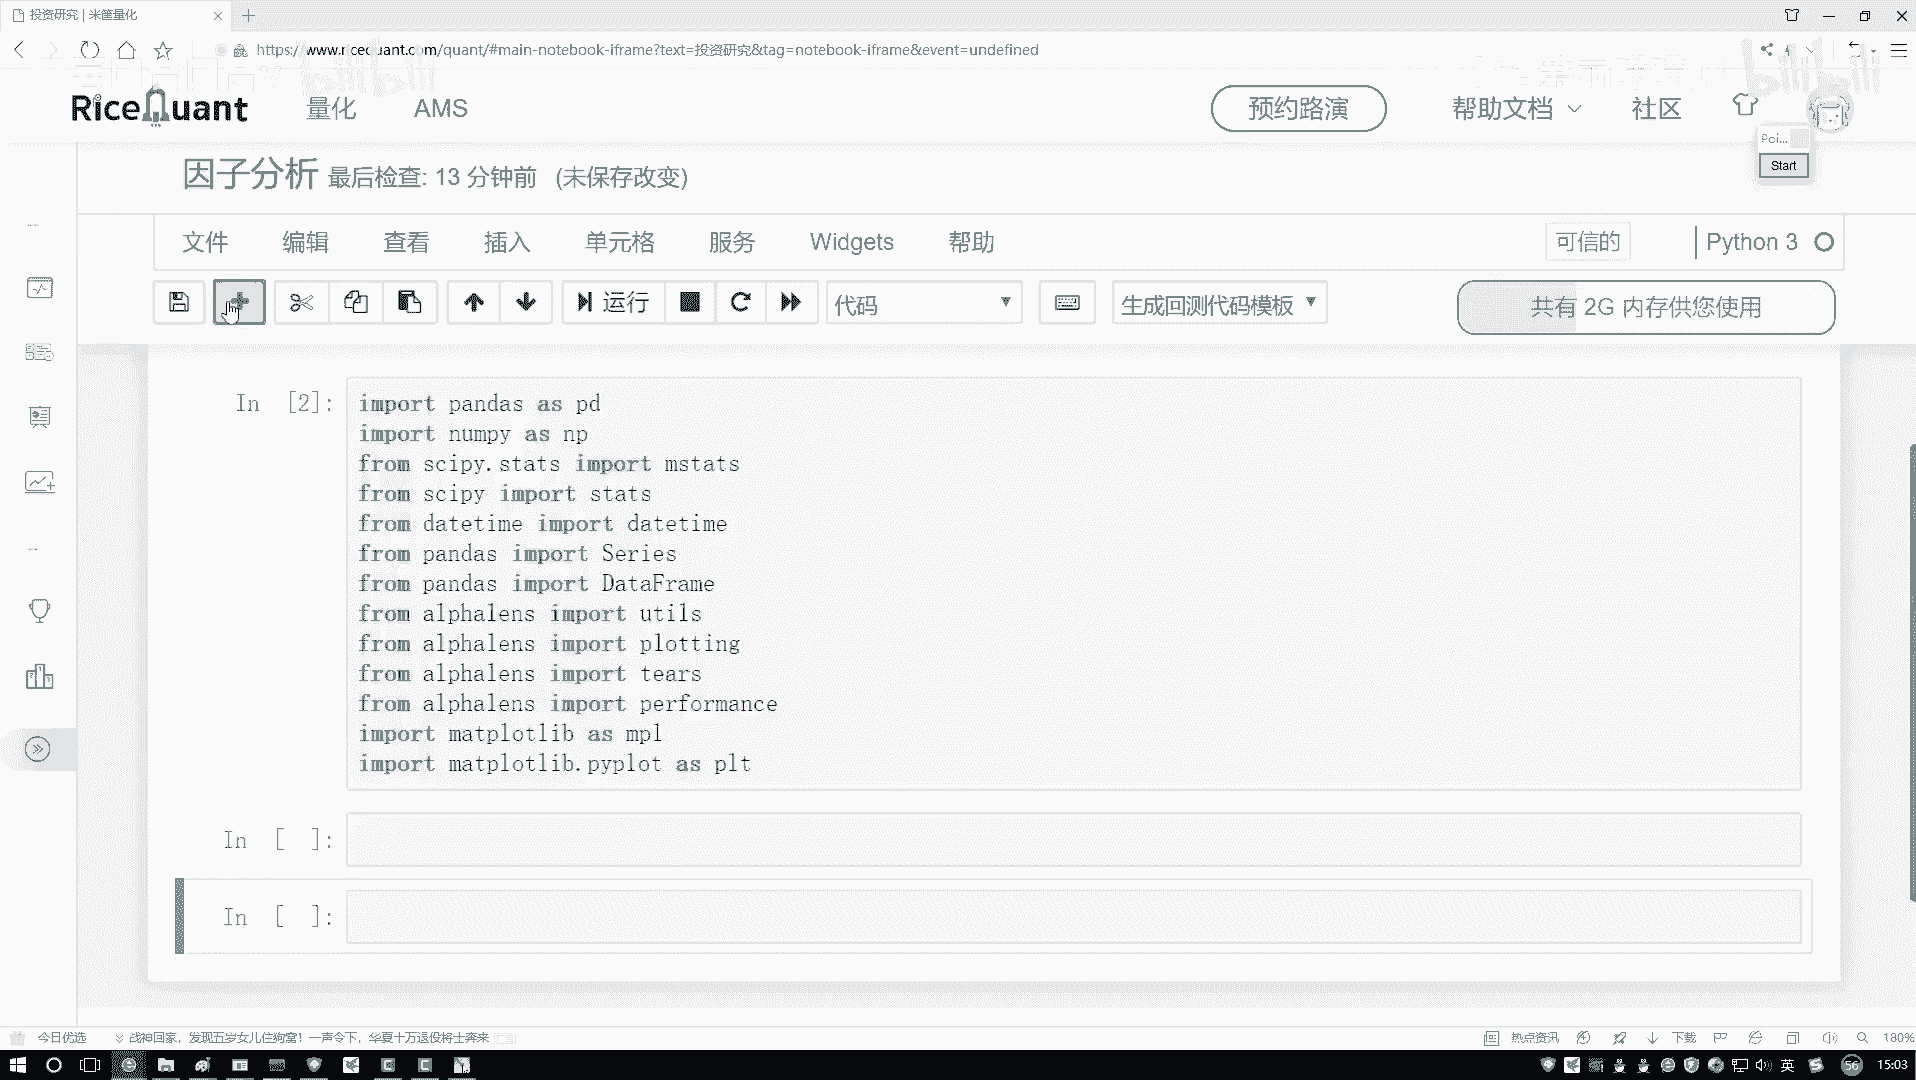 投资研究 | 米筐量化
https://www.ricequant.com/quant/#main-notebook-iframe?text=投资研究&tag=notebook-iframe&event=undefined
bilibili
bilibili
RiceQuant 量化 AMS 预约路演 帮助文档 社区
Poi...
Start
因子分析 最后检查: 13 分钟前 (未保存改变)
文件 编辑 查看 插入 单元格 服务 Widgets 帮助 可信的 Python 3
运行 代码 生成回测代码模板 共有 2G 内存供您使用
In [2]:
import pandas as pd
import numpy as np
from scipy.stats import mstats
from scipy import stats
from datetime import datetime
from pandas import Series
from pandas import DataFrame
from alphalens import utils
from alphalens import plotting
from alphalens import tears
from alphalens import performance
import matplotlib as mpl
import matplotlib.pyplot as plt
In [ ]:
In [ ]:
今日优选 战神回家，发现五岁女儿住狗窝！一声令下，华夏十万退役将士奔来 热点资讯 下载 180%
英 56 15:03